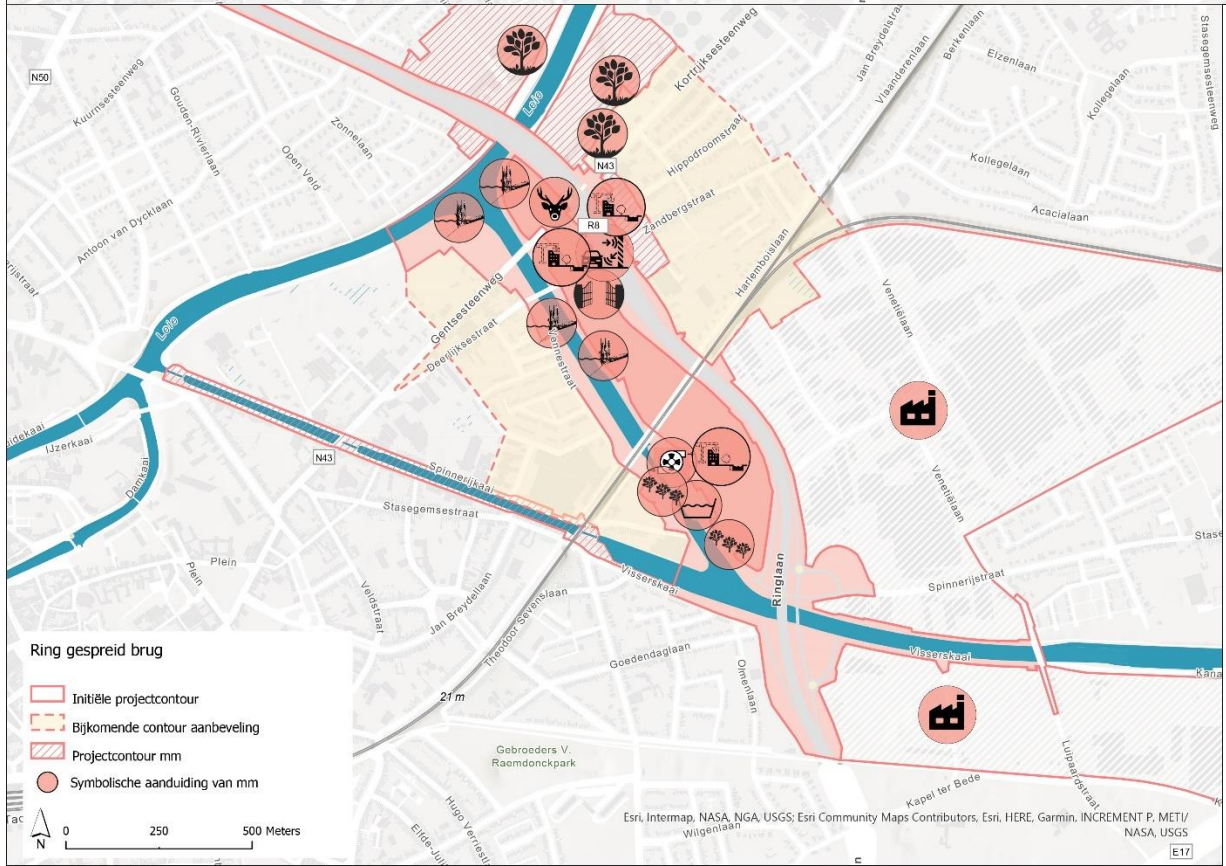 N50
Kuurnsesteenweg
Gouden-Rivierlaan
Zonnelaan
Open Veld
Antoon van Dycklaan
Leie
Kortrijksesteenweg
Jan Breydelstraat
Vlaanderenlaan
Berkenlaan
Elzenlaan
Kollegelaan
Stasegemsesteenweg
Hippodroomstraat
N43
Kollegelaan
Zandbergstraat
R8
Acacialaan
Gentsesteenweg
Harlemboislaan
Deerlijksestraat
Vannestraat
Venetiëlaan
Leie
IJzerkaai
Damkaai
N43
Spinnerijkaai
Stasegemsestraat
Venetiëlaan
Plein
Plein
Veldstraat
Jan Breydellaan
Visserskaai
Theodoor Sevenslaan
Ringlaan
Spinnerijstraat
Goedendaglaan
Olmenlaan
Visserskaai
21 m
Gebroeders V.
Raemdonckpark
Luipaardstraat
Kapel ter Bede
Hugo Verriestl
Wilgenlaan
Ring gespreid brug
Initiële projectcontour
Bijkomende contour aanbeveling
Projectcontour mm
Symbolische aanduiding van mm
N
0 250 500 Meters
Esri, Intermap, NASA, NGA, USGS; Esri Community Maps Contributors, Esri, HERE, Garmin, INCREMENT P, METI/
NASA, USGS
E17